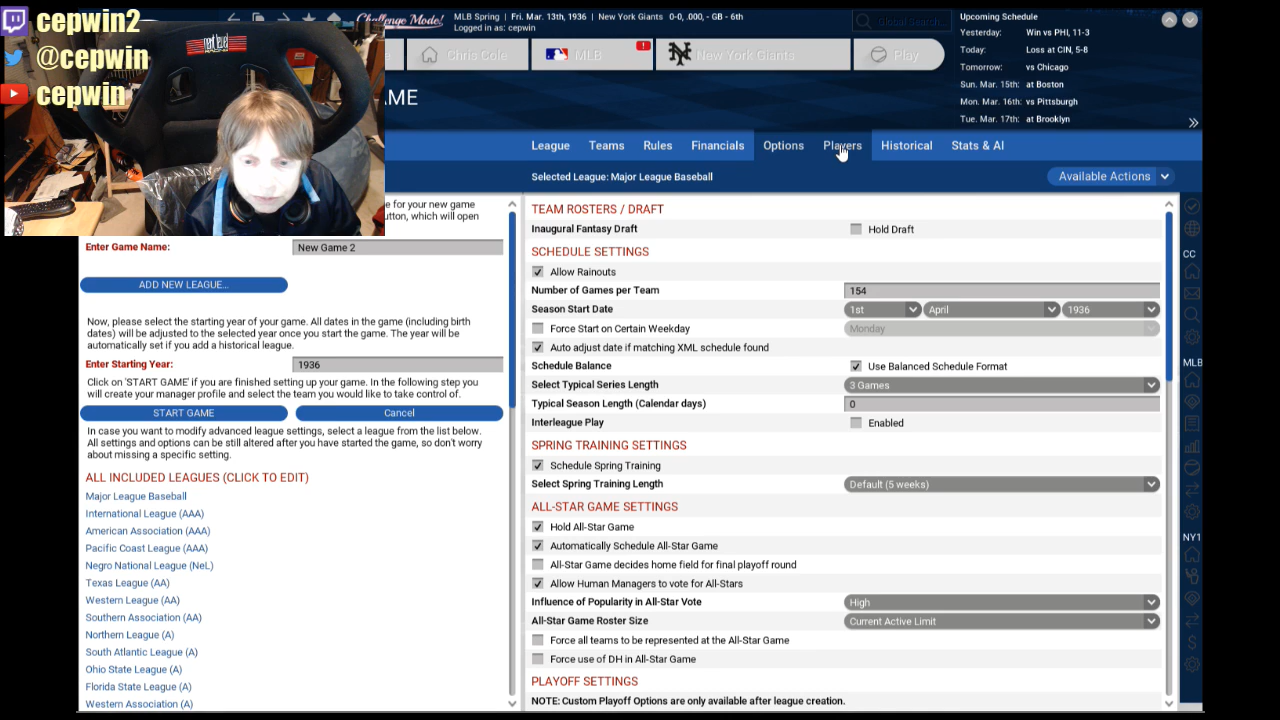 cepwin2
@cepwin
cepwin
Challenge Mode!
MLB Spring | Fri. Mar. 13th, 1936 | New York Giants 0-0, .000, - GB - 6th
Logged in as: cepwin
Global Search...
Upcoming Schedule
Yesterday: Win vs PHI, 11-3
Today: Loss at CIN, 5-8
Tomorrow: vs Chicago
Sun. Mar. 15th: at Boston
Mon. Mar. 16th: vs Pittsburgh
Tue. Mar. 17th: at Brooklyn
Chris Cole
MLB
!
NY
New York Giants
Play
AME
next level
League Teams Rules Financials Options Players Historical Stats & AI
Selected League: Major League Baseball
Available Actions
e for your new game
utton, which will open
Enter Game Name: New Game 2
ADD NEW LEAGUE...
Now, please select the starting year of your game. All dates in the game (including birth
dates) will be adjusted to the selected year once you start the game. The year will be
automatically set if you add a historical league.
Enter Starting Year: 1936
Click on 'START GAME' if you are finished setting up your game. In the following step you
will create your manager profile and select the team you would like to take control of.
START GAME Cancel
In case you want to modify advanced league settings, select a league from the list below.
All settings and options can be still altered after you have started the game, so don't worry
about missing a specific setting.
ALL INCLUDED LEAGUES (CLICK TO EDIT)
Major League Baseball
International League (AAA)
American Association (AAA)
Pacific Coast League (AAA)
Negro National League (NeL)
Texas League (AA)
Western League (AA)
Southern Association (AA)
Northern League (A)
South Atlantic League (A)
Ohio State League (A)
Florida State League (A)
Western Association (A)
TEAM ROSTERS / DRAFT
Inaugural Fantasy Draft Hold Draft
SCHEDULE SETTINGS
Allow Rainouts
Number of Games per Team 154
Season Start Date 1st April 1936
Force Start on Certain Weekday Monday
Auto adjust date if matching XML schedule found
Schedule Balance Use Balanced Schedule Format
Select Typical Series Length 3 Games
Typical Season Length (Calendar days) 0
Interleague Play Enabled
SPRING TRAINING SETTINGS
Schedule Spring Training
Select Spring Training Length Default (5 weeks)
ALL-STAR GAME SETTINGS
Hold All-Star Game
Automatically Schedule All-Star Game
All-Star Game decides home field for final playoff round
Allow Human Managers to vote for All-Stars
Influence of Popularity in All-Star Vote High
All-Star Game Roster Size Current Active Limit
Force all teams to be represented at the All-Star Game
Force use of DH in All-Star Game
PLAYOFF SETTINGS
NOTE: Custom Playoff Options are only available after league creation.
CC
MLB
NY1